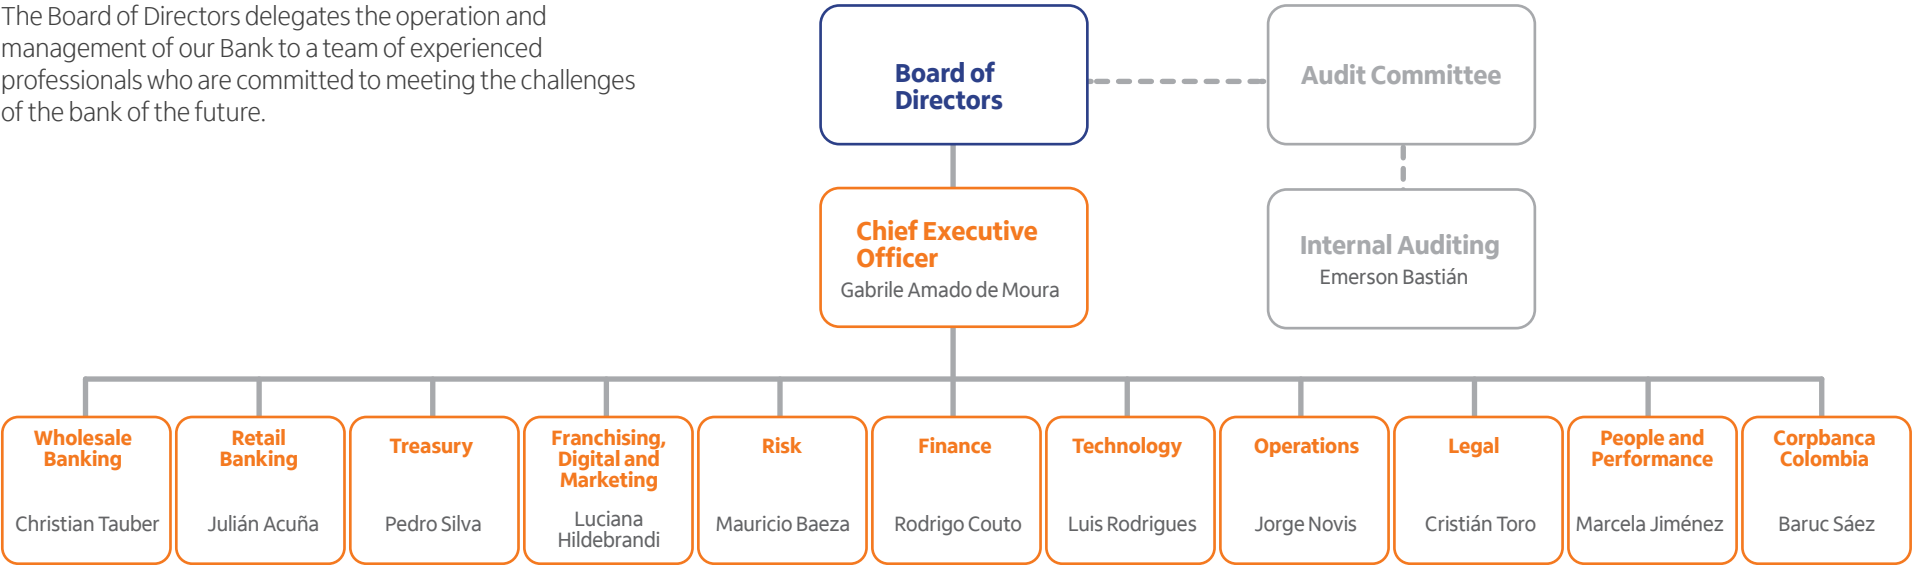 The Board of Directors delegates the operation and
management of our Bank to a team of experienced
professionals who are committed to meeting the challenges
of the bank of the future.
Board of
Directors
Audit Committee
Chief Executive
Officer
Gabrile Amado de Moura
Internal Auditing
Emerson Bastián
Wholesale
Banking
Christian Tauber
Retail
Banking
Julián Acuña
Treasury
Pedro Silva
Franchising,
Digital and
Marketing
Luciana
Hildebrandi
Risk
Mauricio Baeza
Finance
Rodrigo Couto
Technology
Luis Rodrigues
Operations
Jorge Novis
Legal
Cristián Toro
People and
Performance
Marcela Jiménez
Corpbanca
Colombia
Baruc Sáez